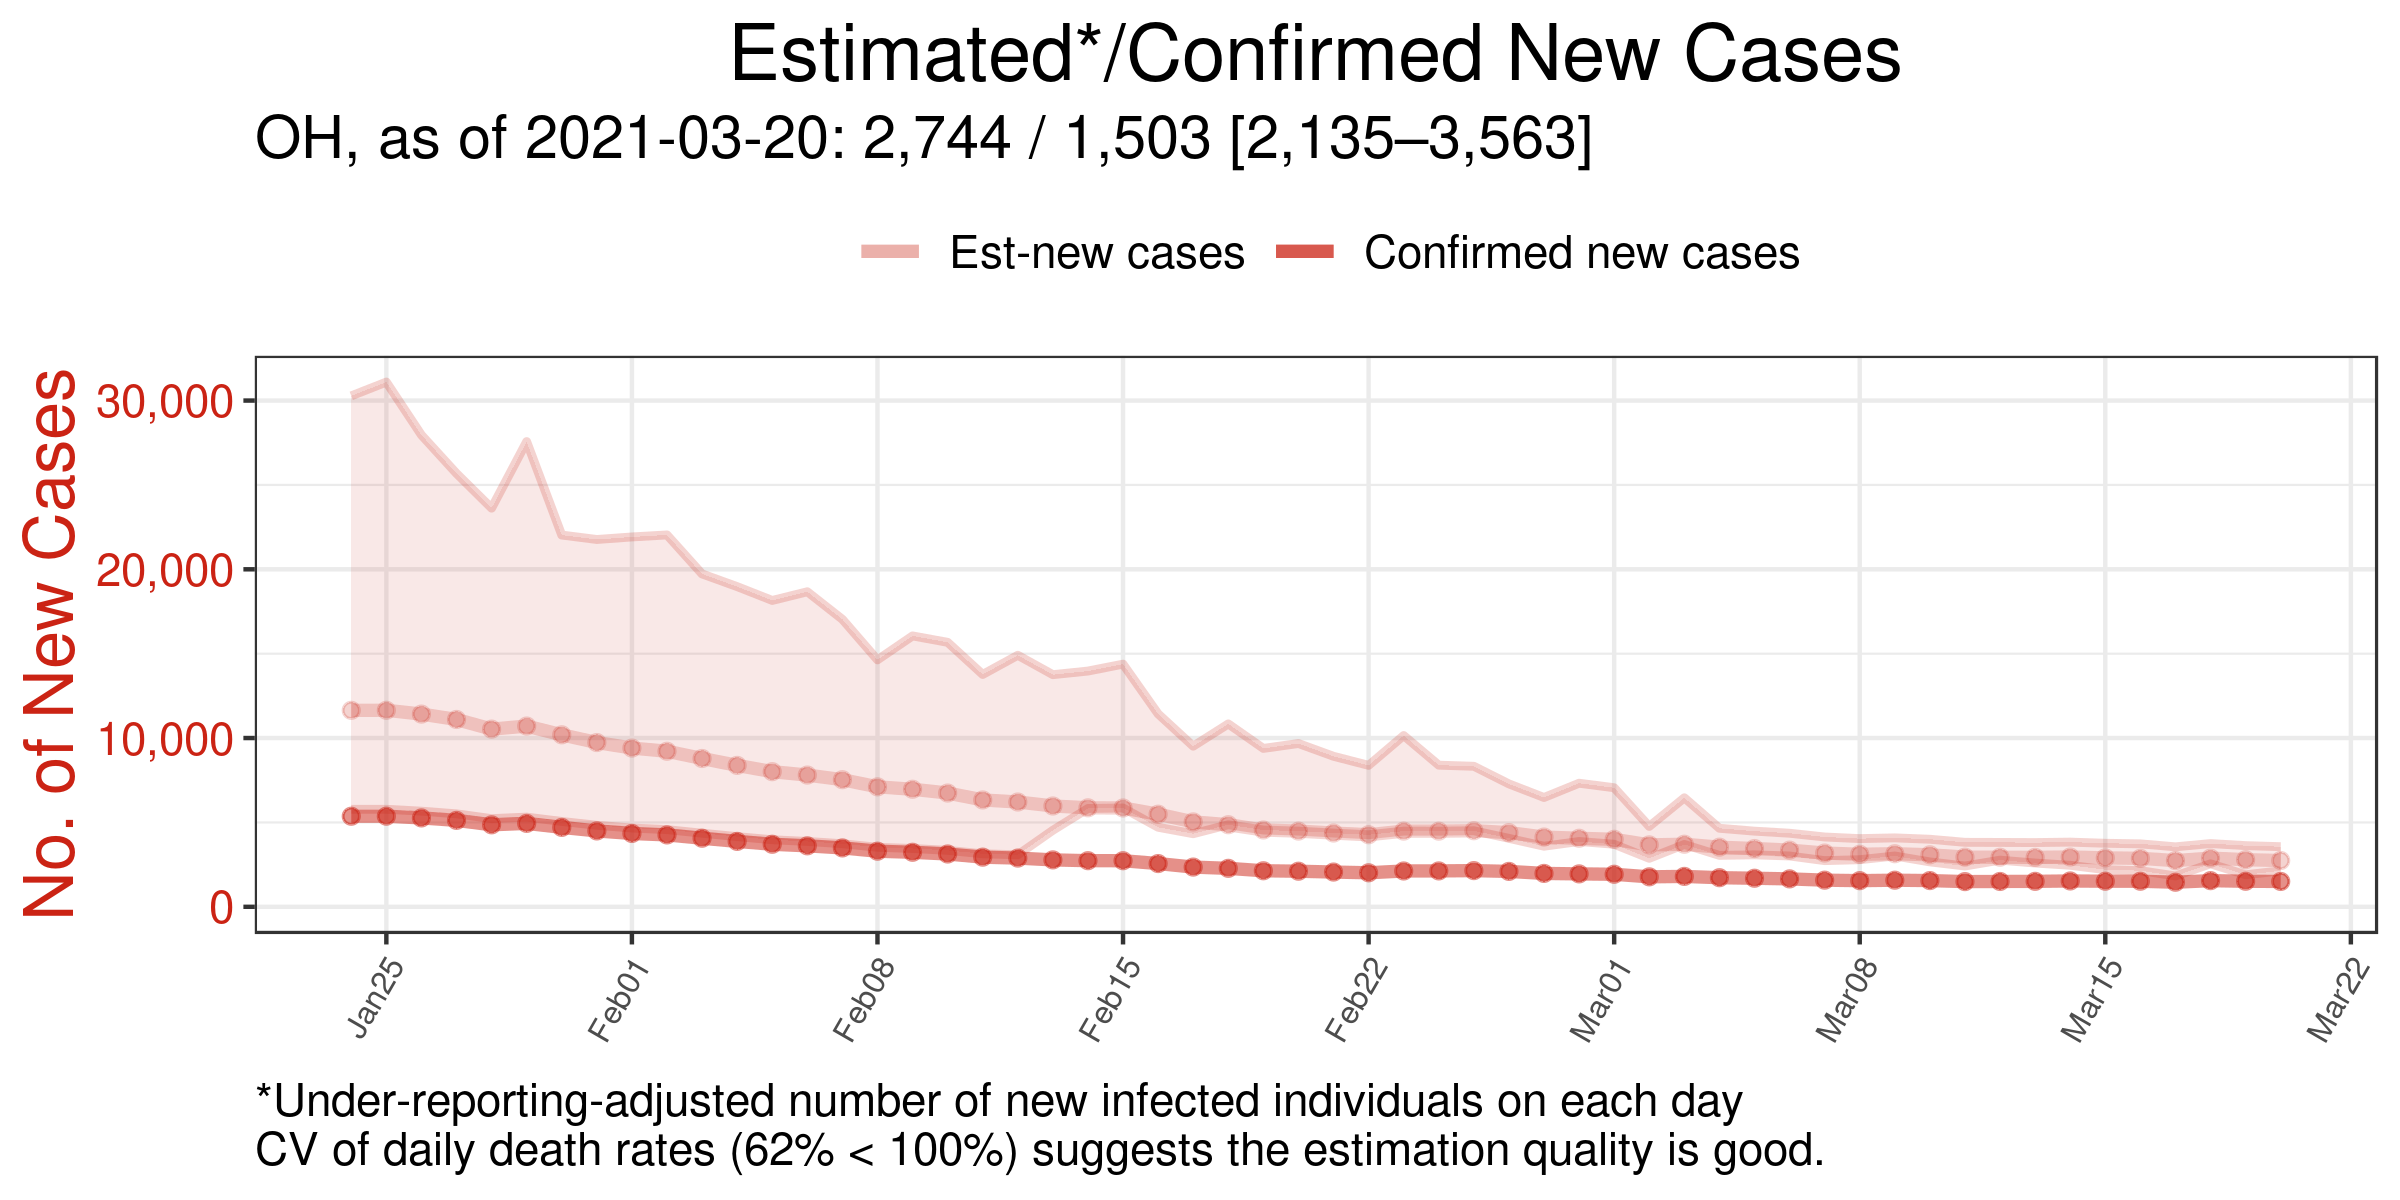 Estimated*/Confirmed New Cases
OH, as of 2021-03-20: 2,744 / 1,503 [2,135–3,563]
Est-new cases
Confirmed new cases
No. of New Cases
30,000
20,000
10,000
0
Jan25
Feb01
Feb08
Feb15
Feb22
Mar01
Mar08
Mar15
Mar22
*Under-reporting-adjusted number of new infected individuals on each day
CV of daily death rates (62% < 100%) suggests the estimation quality is good.